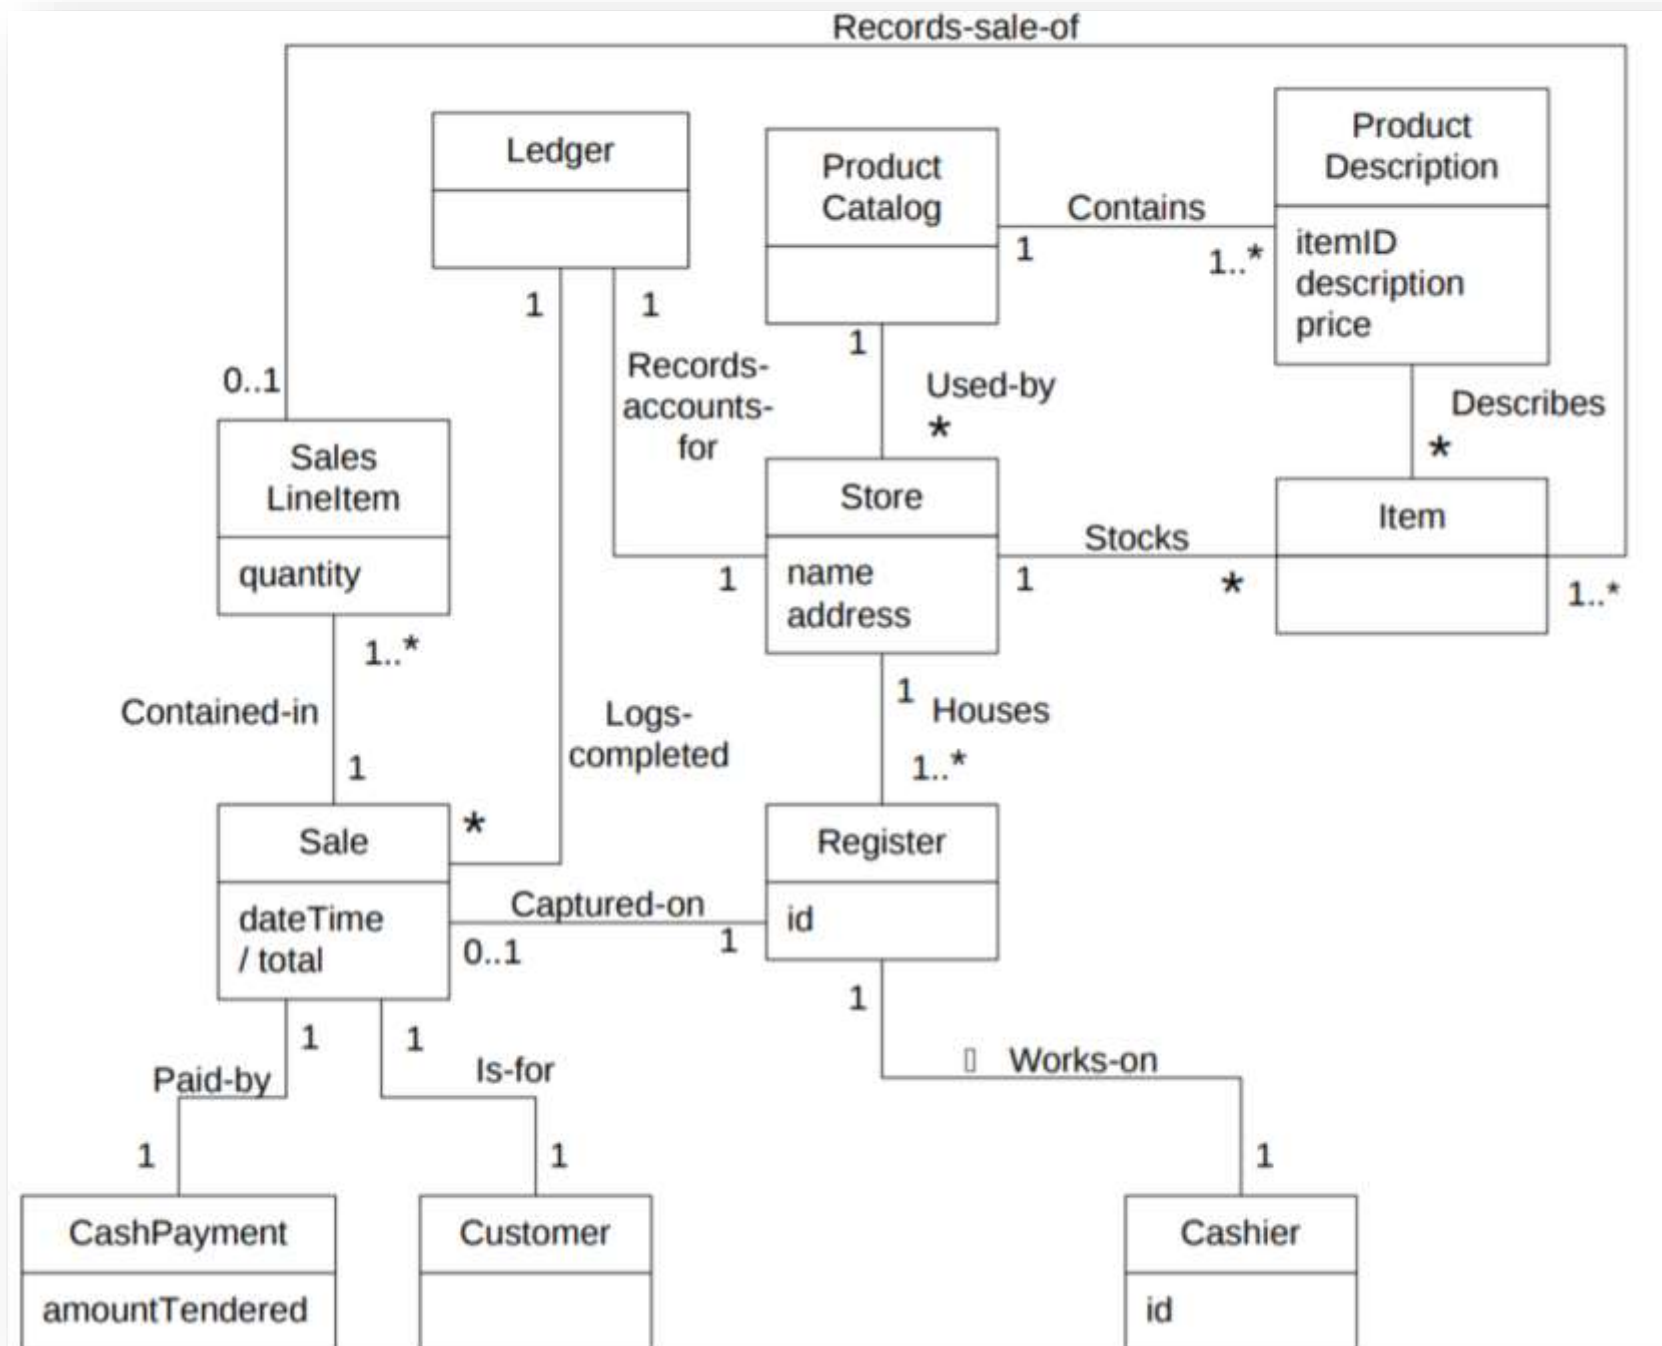 Records-sale-of
Ledger
Product
Catalog
Product
Description
itemID
description
price
Contains
1
1..*
1
1
1
Records-
accounts-
for
Used-by
*
Describes
*
0..1
Sales
LineItem
quantity
Store
name
address
Stocks
1
1
*
Item
1..*
1..*
Contained-in
1
Logs-
completed
1
Houses
1..*
Sale
dateTime
/ total
*
Captured-on
0..1
1
Register
id
1
1
1
Paid-by
Is-for
Works-on
1
1
1
CashPayment
amountTendered
Customer
Cashier
id